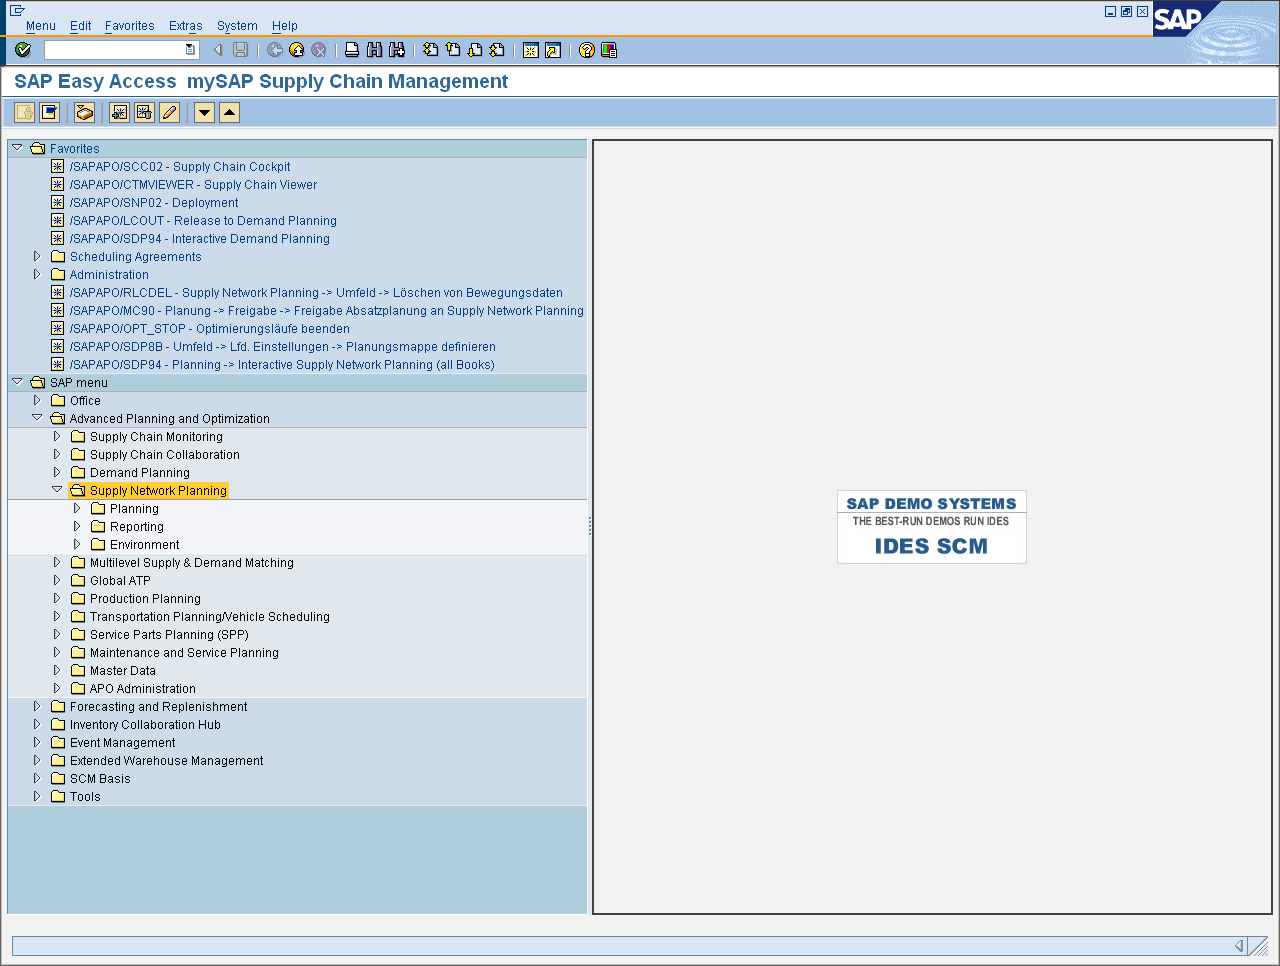 Menu Edit Favorites Extras System Help
SAP
SAP Easy Access mySAP Supply Chain Management
Favorites
/SAPAPO/SCC02 - Supply Chain Cockpit
/SAPAPO/CTMVIEWER - Supply Chain Viewer
/SAPAPO/SNP02 - Deployment
/SAPAPO/LCOUT - Release to Demand Planning
/SAPAPO/SDP94 - Interactive Demand Planning
Scheduling Agreements
Administration
/SAPAPO/RLCDEL - Supply Network Planning -> Umfeld -> Löschen von Bewegungsdaten
/SAPAPO/MC90 - Planung -> Freigabe -> Freigabe Absatzplanung an Supply Network Planning
/SAPAPO/OPT_STOP - Optimierungsläufe beenden
/SAPAPO/SDP8B - Umfeld -> Lfd. Einstellungen -> Planungsmappe definieren
/SAPAPO/SDP94 - Planning -> Interactive Supply Network Planning (all Books)
SAP menu
Office
Advanced Planning and Optimization
Supply Chain Monitoring
Supply Chain Collaboration
Demand Planning
Supply Network Planning
Planning
Reporting
Environment
Multilevel Supply & Demand Matching
Global ATP
Production Planning
Transportation Planning/Vehicle Scheduling
Service Parts Planning (SPP)
Maintenance and Service Planning
Master Data
APO Administration
Forecasting and Replenishment
Inventory Collaboration Hub
Event Management
Extended Warehouse Management
SCM Basis
Tools
SAP DEMO SYSTEMS
THE BEST-RUN DEMOS RUN IDES
IDES SCM